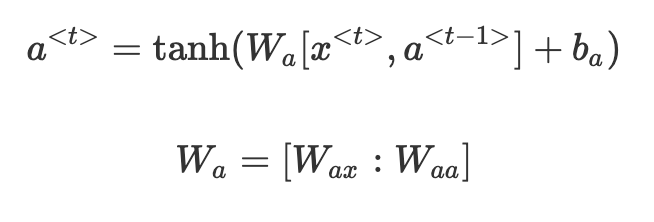 a^{<t>} = tanh(W_a[x^{<t>}, a^{<t−1>}] + b_a)
W_a = [W_{ax} : W_{aa}]